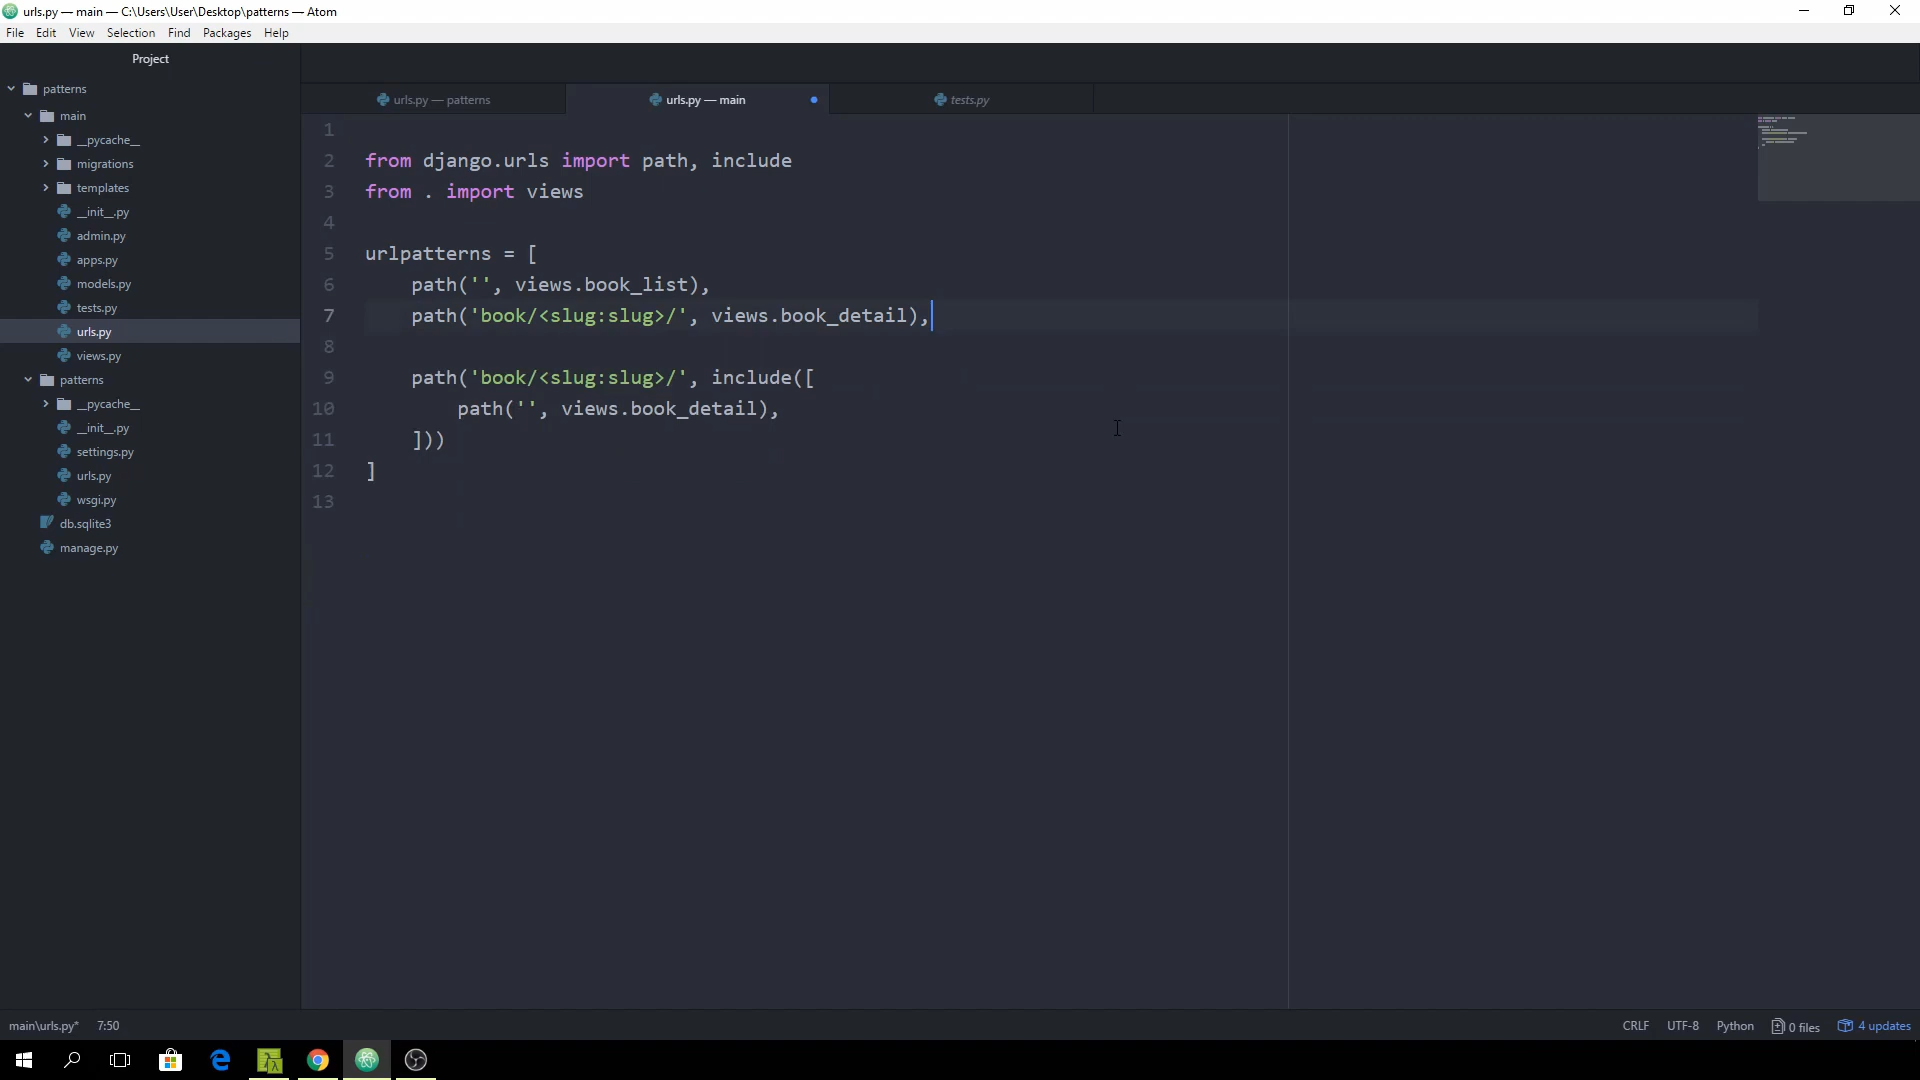 urls.py — main — C:\Users\User\Desktop\patterns — Atom
File Edit View Selection Find Packages Help
Project
patterns
main
__pycache__
migrations
templates
__init__.py
admin.py
apps.py
models.py
tests.py
urls.py
views.py
patterns
__pycache__
__init__.py
settings.py
urls.py
wsgi.py
db.sqlite3
manage.py
urls.py — patterns
urls.py — main
tests.py
1
2 from django.urls import path, include
3 from . import views
4
5 urlpatterns = [
6     path('', views.book_list),
7     path('book/<slug:slug>/', views.book_detail),
8
9     path('book/<slug:slug>/', include([
10         path('', views.book_detail),
11     ]))
12 ]
13
main\urls.py* 7:50
CRLF UTF-8 Python 0 files 4 updates